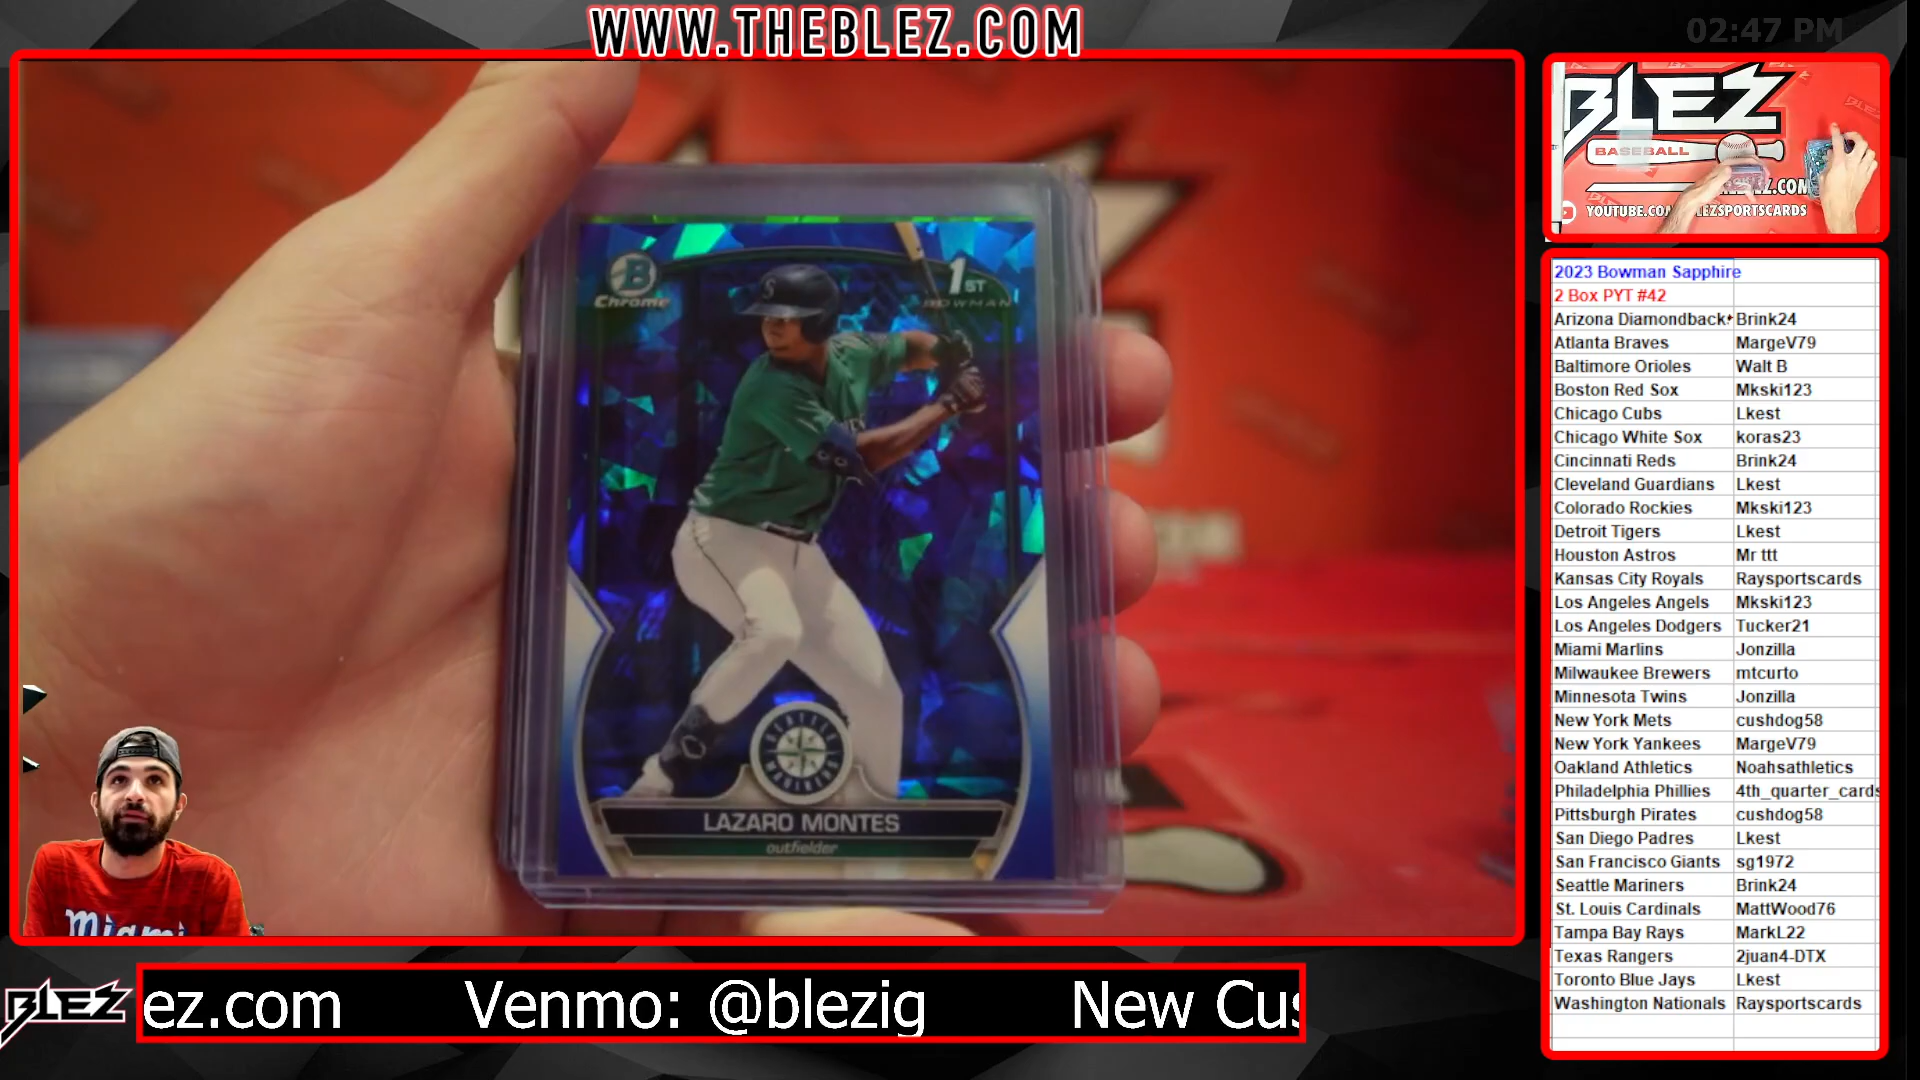 WWW.THEBLEZ.COM
02:47 PM
B
Chrome
1ST
BOWMAN
S
SEATTLE
MARINERS
LAZARO MONTES
outfielder
Miami
BLEZ
BASEBALL
YOUTUBE.COM
BLEZSPORTSCARDS
2023 Bowman Sapphire
2 Box PYT #42
Arizona Diamondback Brink24
Atlanta Braves MargeV79
Baltimore Orioles Walt B
Boston Red Sox Mkski123
Chicago Cubs Lkest
Chicago White Sox koras23
Cincinnati Reds Brink24
Cleveland Guardians Lkest
Colorado Rockies Mkski123
Detroit Tigers Lkest
Houston Astros Mr ttt
Kansas City Royals Raysportscards
Los Angeles Angels Mkski123
Los Angeles Dodgers Tucker21
Miami Marlins Jonzilla
Milwaukee Brewers mtcurto
Minnesota Twins Jonzilla
New York Mets cushdog58
New York Yankees MargeV79
Oakland Athletics Noahsathletics
Philadelphia Phillies 4th_quarter_cards
Pittsburgh Pirates cushdog58
San Diego Padres Lkest
San Francisco Giants sg1972
Seattle Mariners Brink24
St. Louis Cardinals MattWood76
Tampa Bay Rays MarkL22
Texas Rangers 2juan4-DTX
Toronto Blue Jays Lkest
Washington Nationals Raysportscards
BLEZ
ez.com Venmo: @blezig New Cus